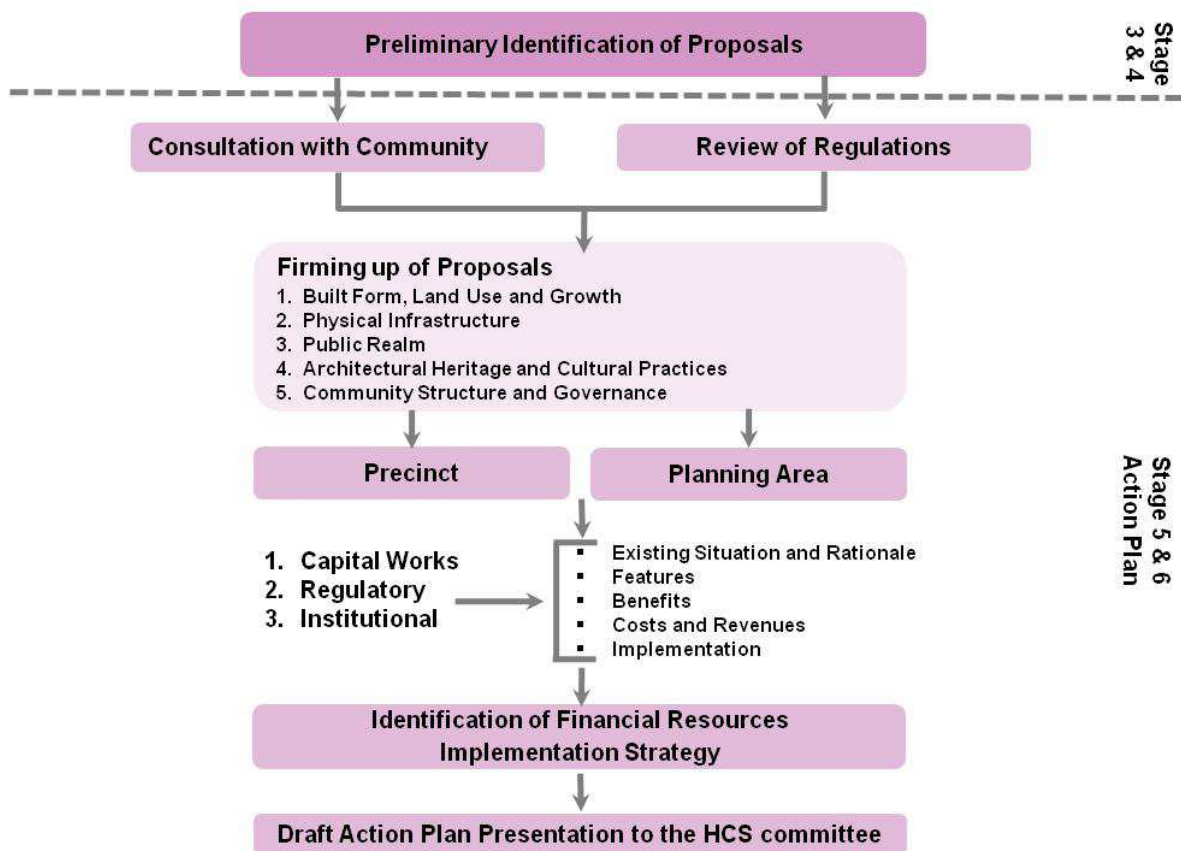 Preliminary Identification of Proposals
Stage
3 & 4
Consultation with Community
Review of Regulations
Firming up of Proposals
1. Built Form, Land Use and Growth
2. Physical Infrastructure
3. Public Realm
4. Architectural Heritage and Cultural Practices
5. Community Structure and Governance
Precinct
Planning Area
1. Capital Works
2. Regulatory
3. Institutional
▪ Existing Situation and Rationale
▪ Features
▪ Benefits
▪ Costs and Revenues
▪ Implementation
Stage 5 & 6
Action Plan
Identification of Financial Resources
Implementation Strategy
Draft Action Plan Presentation to the HCS committee